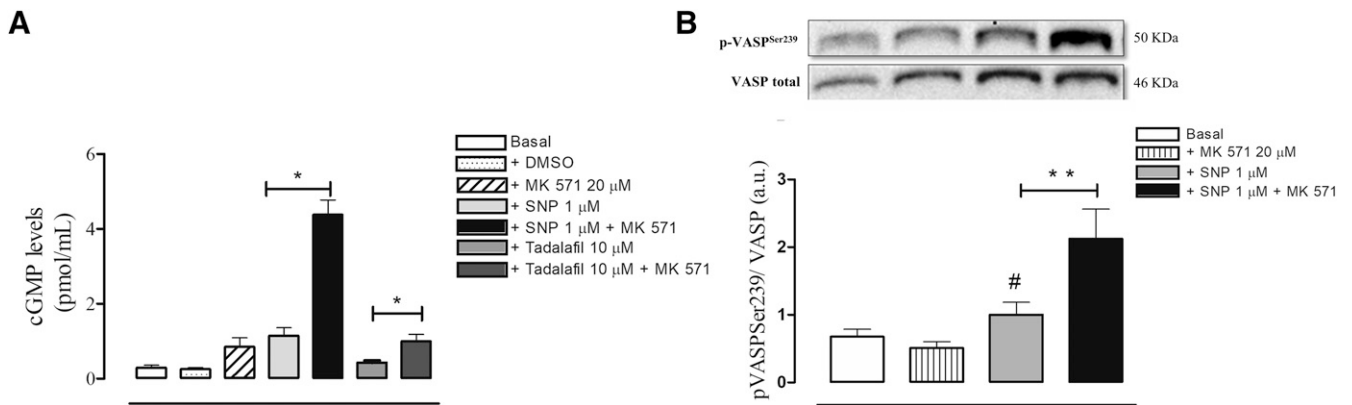 A
Basal
+ DMSO
+ MK 571 20 μM
+ SNP 1 μM
+ SNP 1 μM + MK 571
+ Tadalafil 10 μM
+ Tadalafil 10 μM + MK 571
cGMP levels
(pmol/mL)
6
4
2
0
*
*
B
p-VASPSer239
50 KDa
VASP total
46 KDa
Basal
+ MK 571 20 μM
+ SNP 1 μM
+ SNP 1 μM + MK 571
pVASPSer239/ VASP (a.u.)
3
2
1
0
* *
#